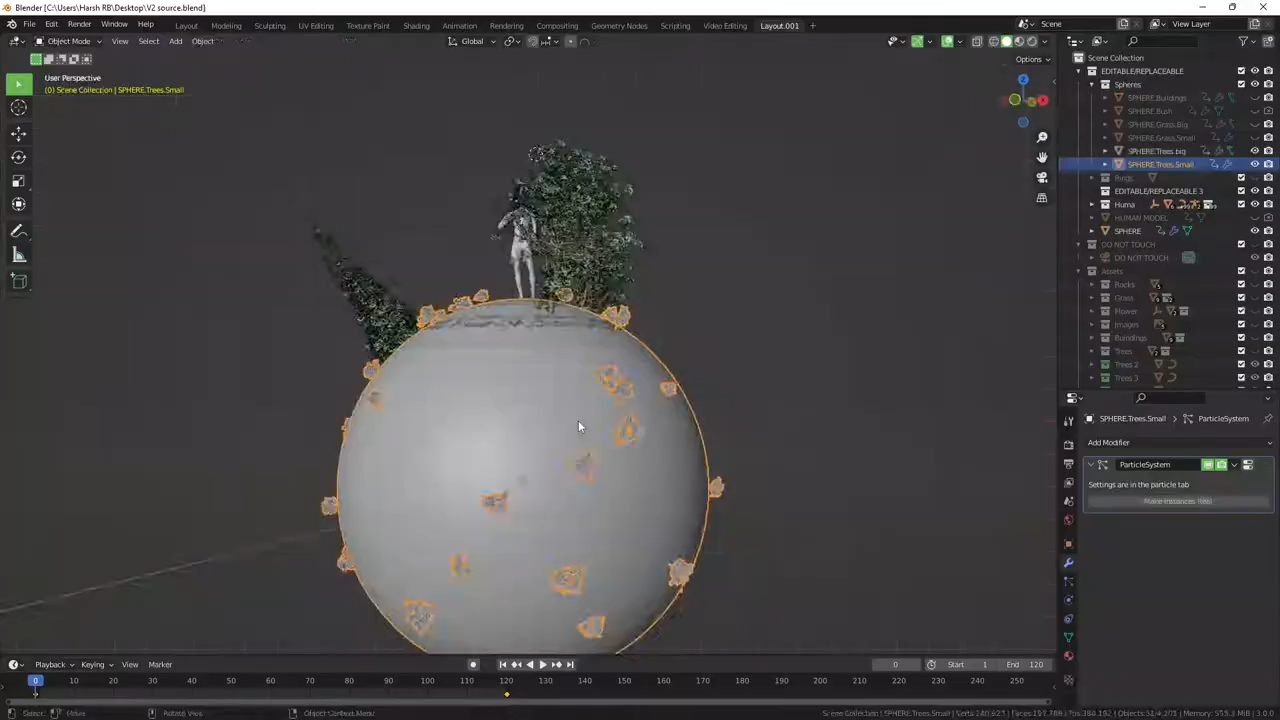 Blender [C:\Users\Harsh RB\Desktop\V2 source.blend]
File Edit Render Window Help
Layout Modeling Sculpting UV Editing Texture Paint Shading Animation Rendering Compositing Geometry Nodes Scripting Video Editing Layout.001 +
Scene
View Layer
Object Mode View Select Add Object
Global
Options
User Perspective
(0) Scene Collection | SPHERE.Trees.Small
Scene Collection
EDITABLE/REPLACEABLE
Spheres
SPHERE.Buildings
SPHERE.Bush
SPHERE.Grass.Big
SPHERE.Grass.Small
SPHERE.Trees.big
SPHERE.Trees.Small
EDITABLE/REPLACEABLE 3
Huma
HUMAN MODEL
SPHERE
DO NOT TOUCH
DO NOT TOUCH
Assets
Rocks
Grass
Flower
Images
Buildings
Trees
Trees 2
Trees 3
SPHERE.Trees.Small > ParticleSystem
Add Modifier
ParticleSystem
Settings are in the particle tab
Playback Keying View Marker
0
Start 1
End 120
0 10 20 30 40 50 60 70 80 90 100 110 120 130 140 150 160 170 180 190 200 210 220 230 240 250
Select
Rotate View
Object Context Menu